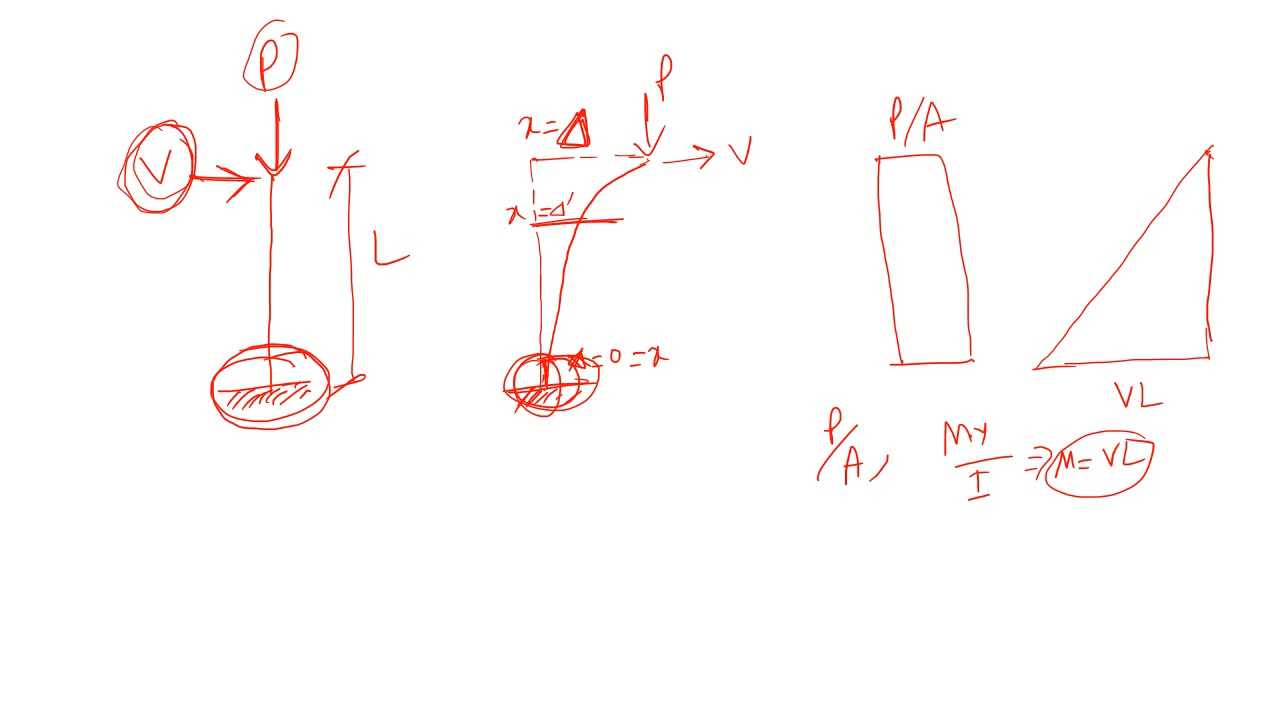 P
V
L
P
x = Δ
V
x = Δ'
Δ = 0 = x
P/A
VL
P/A, My/I ⇒ M = VL